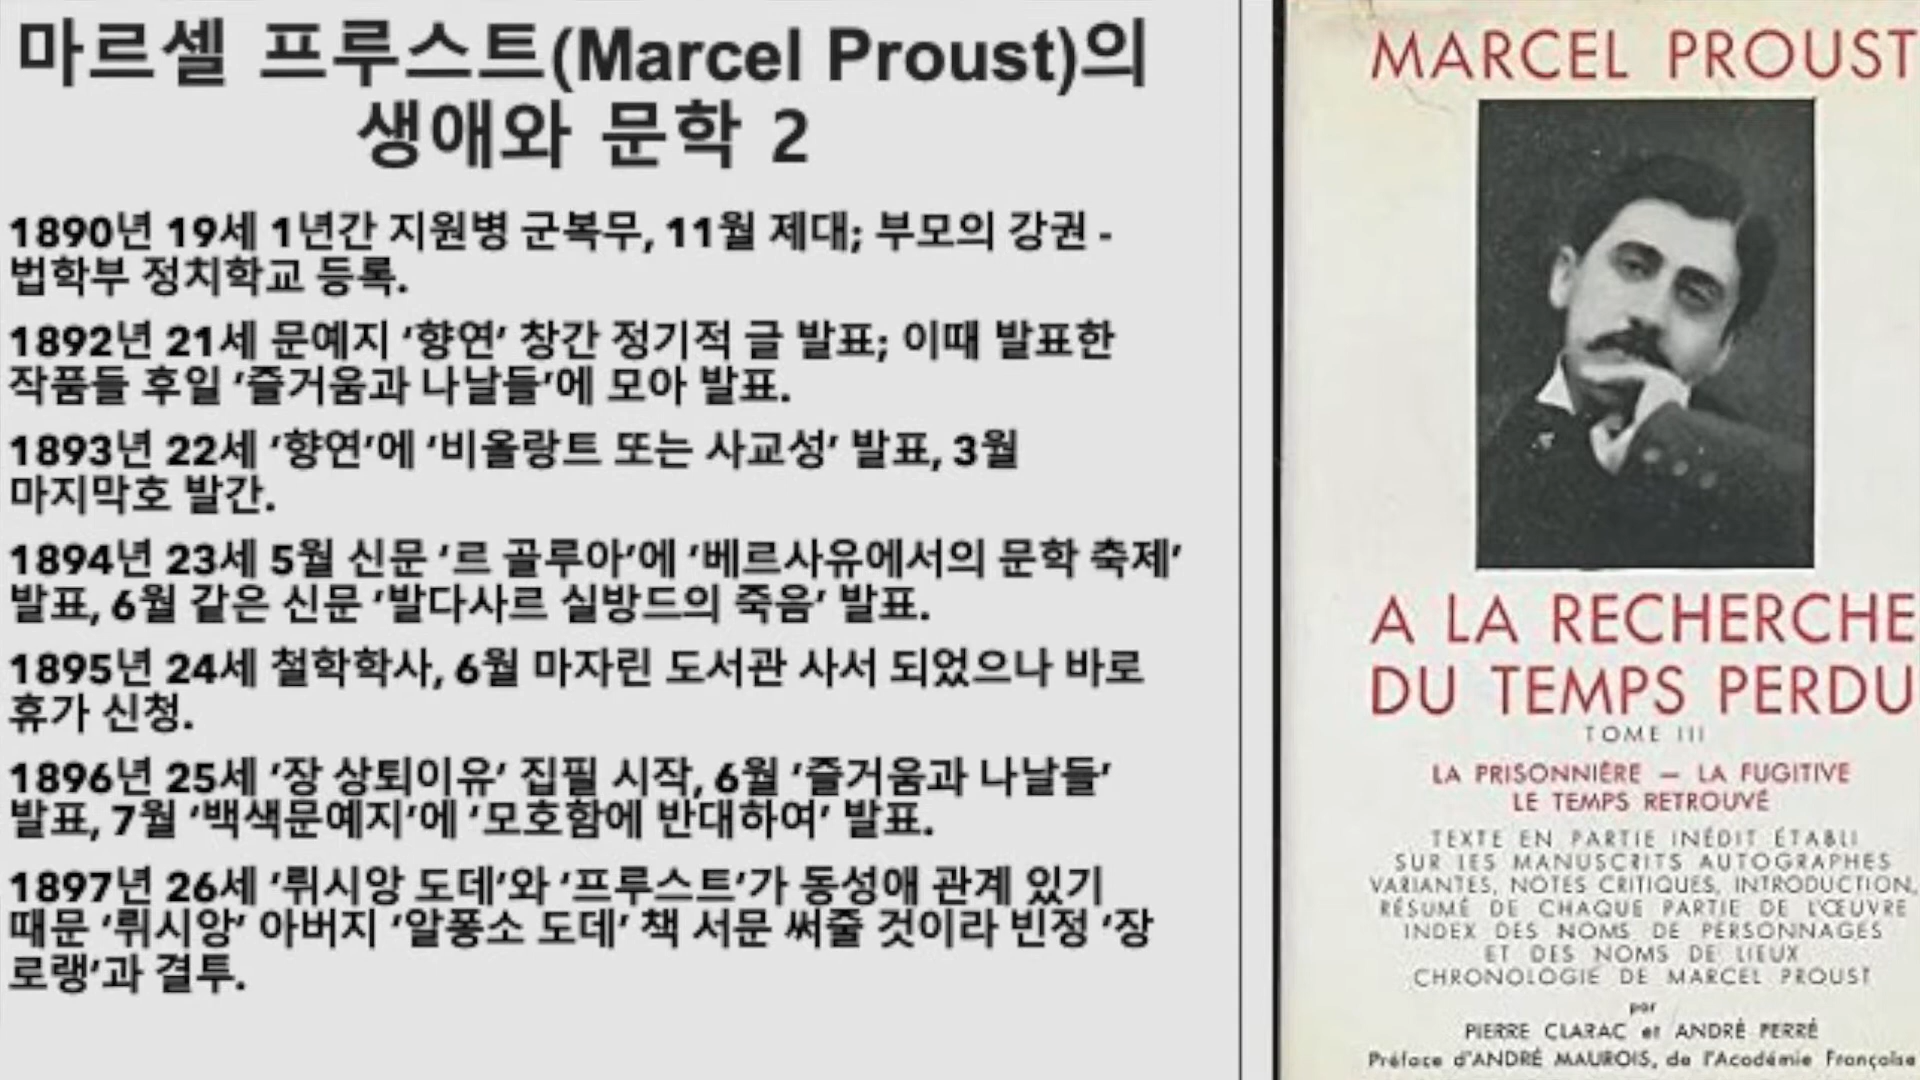 마르셀 프루스트(Marcel Proust)의
생애와 문학 2
1890년 19세 1년간 지원병 군복무, 11월 제대; 부모의 강권 -
법학부 정치학교 등록.
1892년 21세 문예지 '향연' 창간 정기적 글 발표; 이때 발표한
작품들 후일 '즐거움과 나날들'에 모아 발표.
1893년 22세 '향연'에 '비올랑트 또는 사교성' 발표, 3월
마지막호 발간.
1894년 23세 5월 신문 '르 골루아'에 '베르사유에서의 문학 축제'
발표, 6월 같은 신문 '발다사르 실방드의 죽음' 발표.
1895년 24세 철학학사, 6월 마자린 도서관 사서 되었으나 바로
휴가 신청.
1896년 25세 '장 상퇴이유' 집필 시작, 6월 '즐거움과 나날들'
발표, 7월 '백색문예지'에 '모호함에 반대하여' 발표.
1897년 26세 '뤼시앙 도데'와 '프루스트'가 동성애 관계 있기
때문 '뤼시앙' 아버지 '알퐁소 도데' 책 서문 써줄 것이라 빈정 '장
로랭'과 결투.
MARCEL PROUST
A LA RECHERCHE
DU TEMPS PERDU
TOME III
LA PRISONNIÈRE — LA FUGITIVE
LE TEMPS RETROUVÉ
TEXTE EN PARTIE INÉDIT ÉTABLI
SUR LES MANUSCRITS AUTOGRAPHES
VARIANTES, NOTES CRITIQUES, INTRODUCTION,
RÉSUMÉ DE CHAQUE PARTIE DE L'ŒUVRE
INDEX DES NOMS DE PERSONNAGES
ET DES NOMS DE LIEUX
CHRONOLOGIE DE MARCEL PROUST
par
PIERRE CLARAC et ANDRÉ FERRÉ
Préface d'ANDRÉ MAUROIS, de l'Académie Française